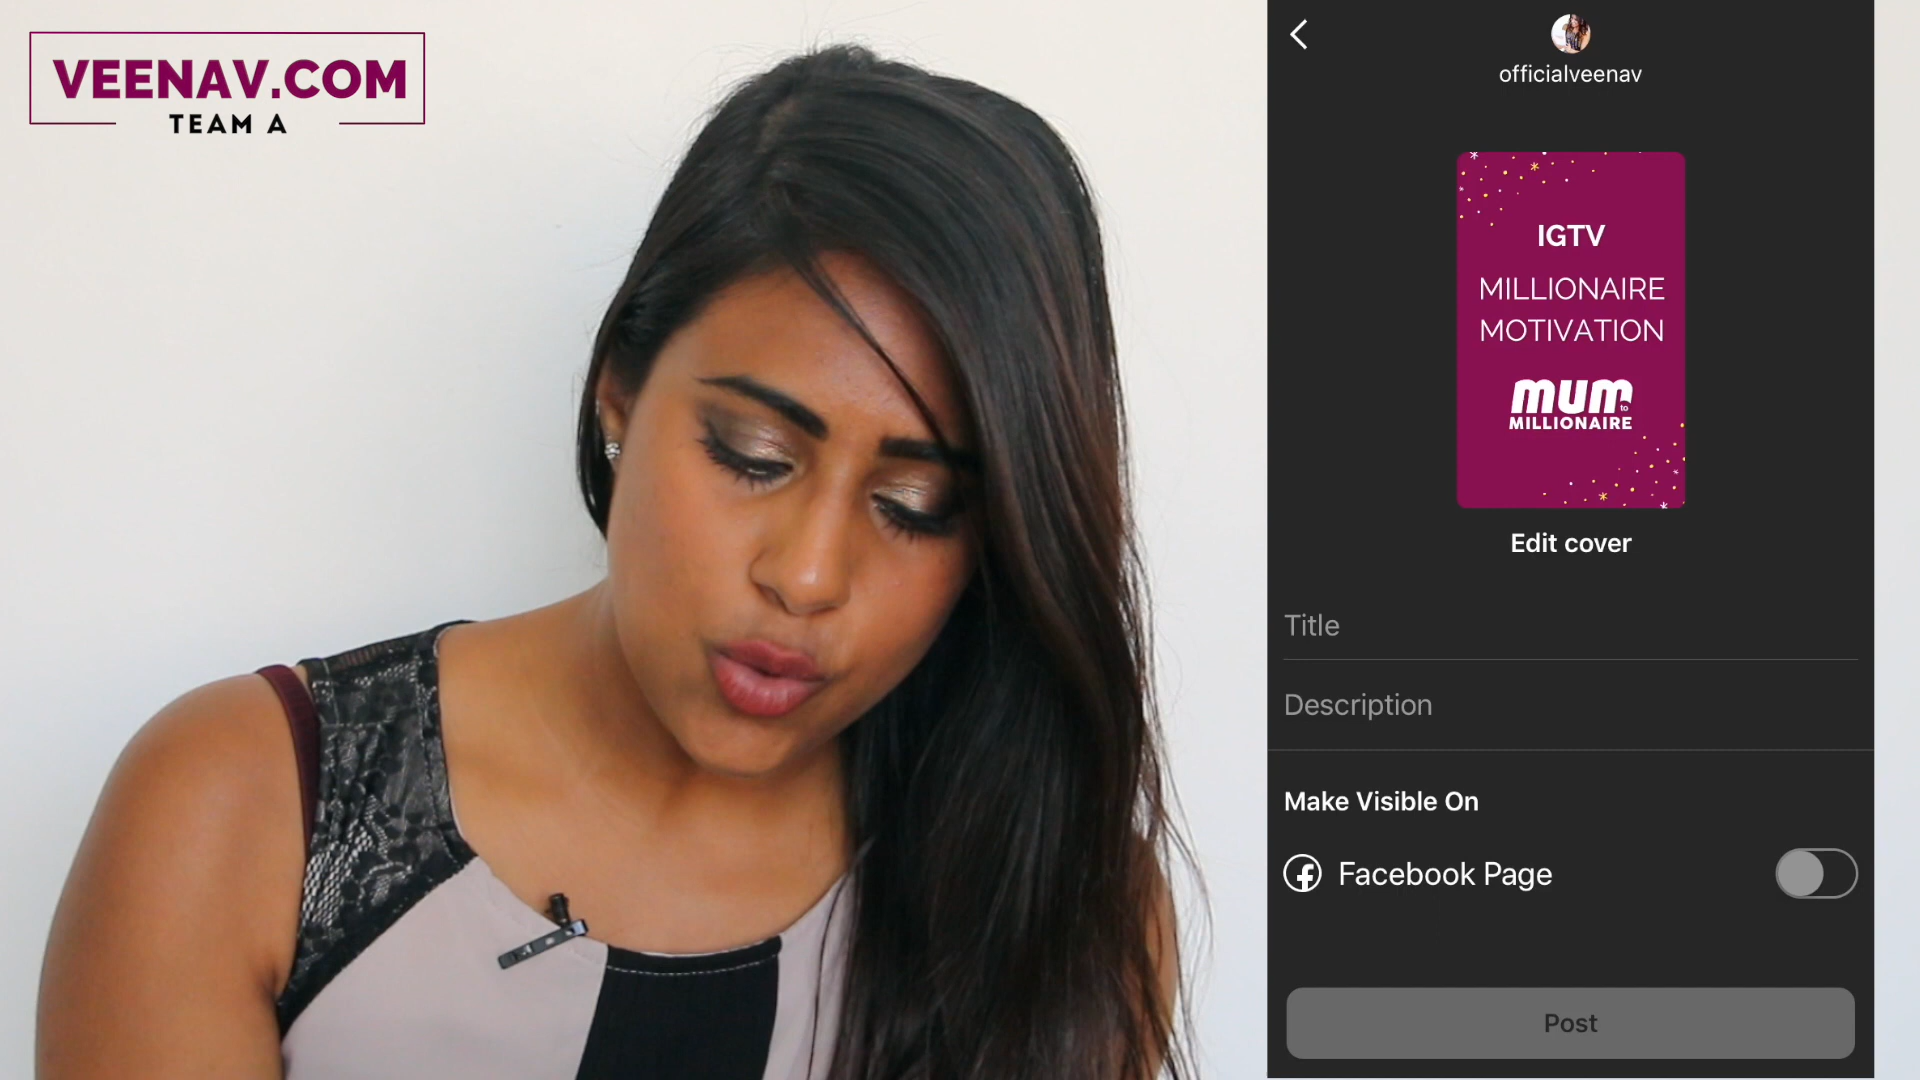 VEENAV.COM
TEAM A
officialveenav
IGTV
MILLIONAIRE
MOTIVATION
mum
to
MILLIONAIRE
Edit cover
Title
Description
Make Visible On
Facebook Page
Post